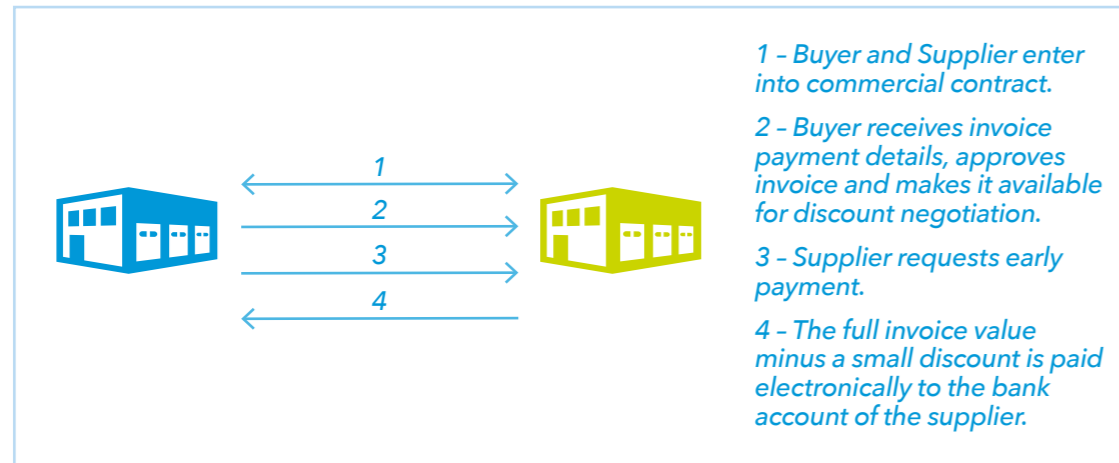 1
2
3
4
1 – Buyer and Supplier enter
into commercial contract.
2 – Buyer receives invoice
payment details, approves
invoice and makes it available
for discount negotiation.
3 – Supplier requests early
payment.
4 – The full invoice value
minus a small discount is paid
electronically to the bank
account of the supplier.